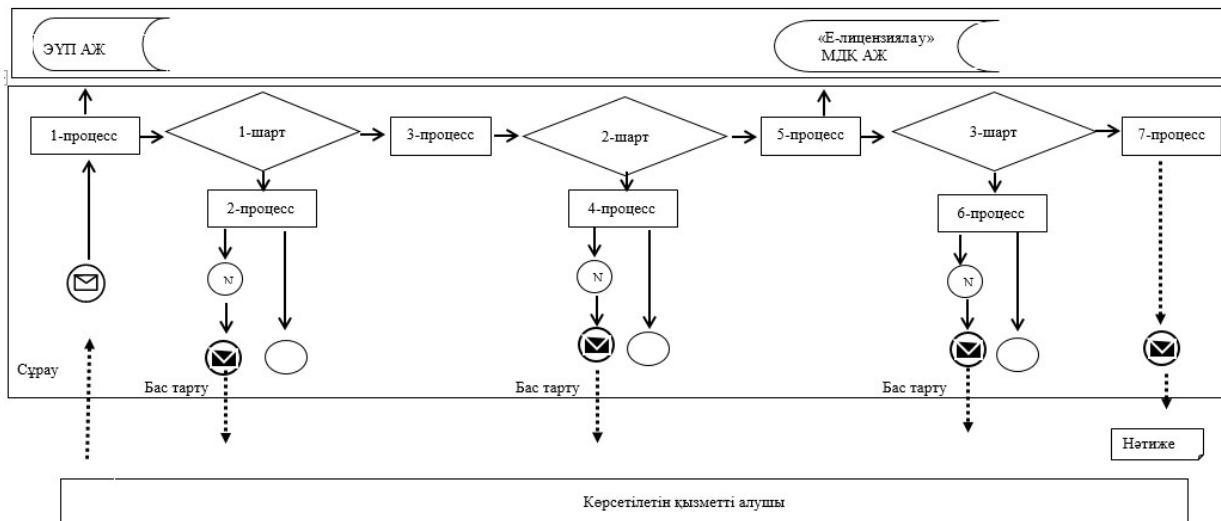 ЭҮП АЖ
«Е-лицензиялау»
МДҚ АЖ
1-процесс
1-шарт
3-процесс
2-шарт
5-процесс
3-шарт
7-процесс
2-процесс
4-процесс
6-процесс
N
N
N
Сұрау
Бас тарту
Бас тарту
Бас тарту
Нәтиже
Көрсетілетін қызметті алушы